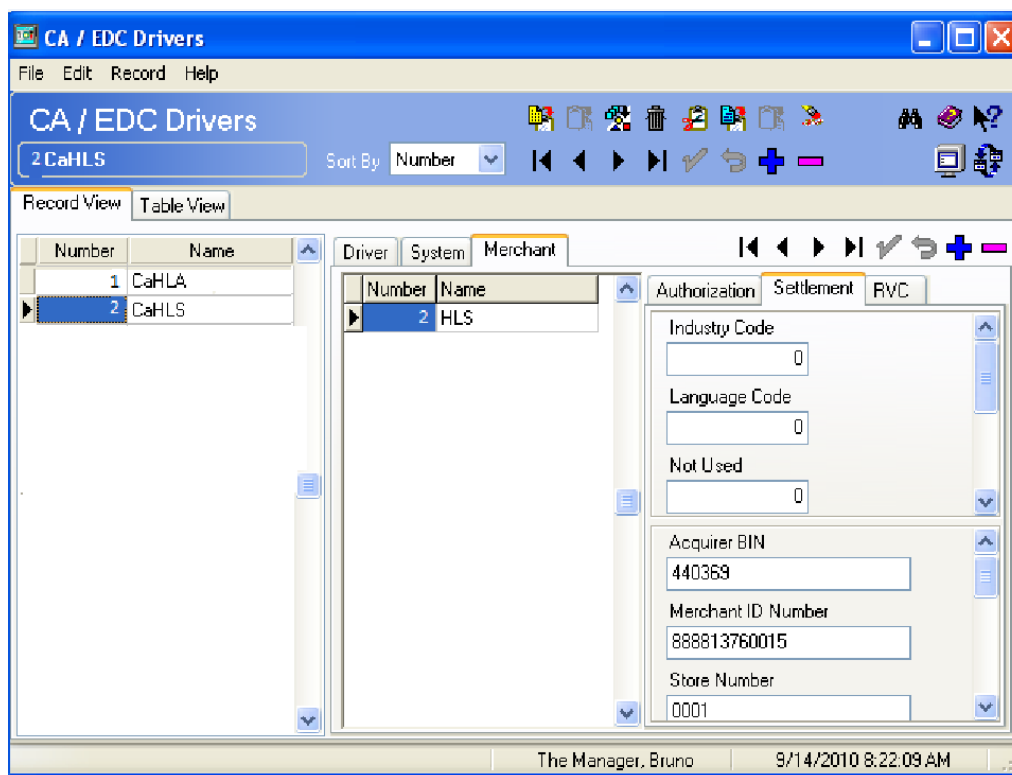 CA / EDC Drivers
File Edit Record Help
CA / EDC Drivers
2 CaHLS
Sort By Number
Record View Table View
Number Name
1 CaHLA
2 CaHLS
Driver System Merchant
Number Name
2 HLS
Authorization Settlement RVC
Industry Code
0
Language Code
0
Not Used
0
Acquirer BIN
440369
Merchant ID Number
888813760015
Store Number
0001
The Manager, Bruno 9/14/2010 8:22:09 AM